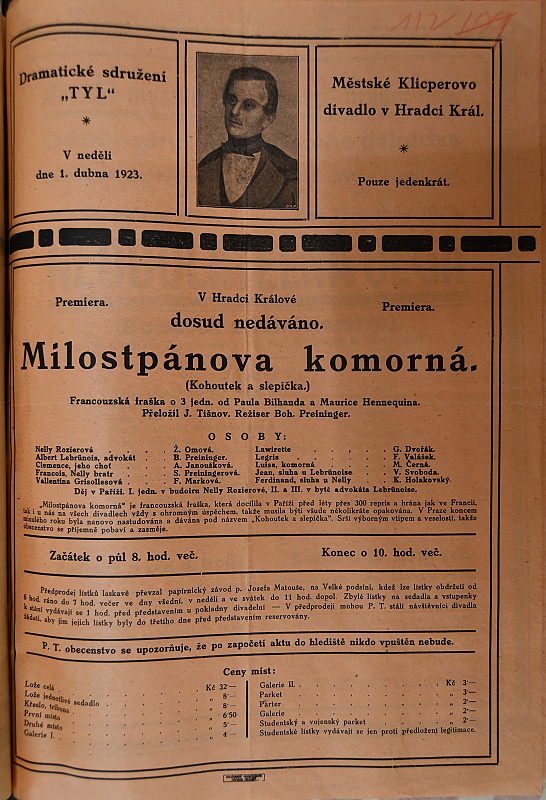 112 109
Dramatické sdružení
„TYL“
V neděli
dne 1. dubna 1923.
Městské Klicperovo
divadlo v Hradci Král.
Pouze jedenkrát.
Premiera.
V Hradci Králové
Premiera.
dosud nedáváno.
Milostpánova komorná.
(Kohoutek a slepička.)
Francouzská fraška o 3 jedn. od Paula Bilhanda a Maurice Hennequina.
Přeložil J. Tišnov. Režiser Boh. Preininger.
OSOBY:
Nelly Rozierová . . . . Ž. Omová.
Albert Lebrůnois, advokát . . B. Preininger.
Clemence, jeho choť . . . A. Janoušková.
Francois, Nelly bratr . . . S. Preiningerová.
Valentina Grisollesová . . . F. Marková.
Lawirette . . . . G. Dvořák.
Legris . . . . F. Valášek.
Luisa, komorná . . . M. Černá.
Jean, sluha u Lebrůnoise . . V. Svoboda.
Ferdinand, sluha u Nelly . . K. Holakovský.
Děj v Paříži. I. jedn. v budoiru Nelly Rozierové, II. a III. v bytě advokáta Lebrůnoise.
„Milostpánova komorná“ je francouzská fraška, která docílila v Paříži před léty přes 300 repris a hrána jak ve Francii,
tak i u nás na všech divadlech vždy s ohromným úspěchem, takže musila býti všude několikráte opakována. V Praze koncem
minulého roku byla nanovo nastudována a dávána pod názvem „Kohoutek a slepička“. Srší výborným vtipem a veselostí, takže
obecenstvo se příjemně pobaví a zasměje.
Začátek o půl 8. hod. več.
Konec o 10. hod. več.
Předprodej lístků laskavě převzal papírnický závod p. Josefa Matouše, na Velké podsíni, kdež lze lístky obdržeti od
8 hod. ráno do 7 hod. večer ve dny všední, v neděli a ve svátek do 11 hod. dopol. Zbylé lístky na sedadla a vstupenky
k stání vydávají se 1 hod. před představením u pokladny divadelní — V předprodeji mohou P. T. stálí návštěvníci divadla
žádati, aby jim jejich lístky byly do třetího dne před představením reservovány.
P. T. obecenstvo se upozorňuje, že po započetí aktu do hlediště nikdo vpuštěn nebude.
Ceny míst:
Lože celá . . . . Kč 32·—
Lože jednotlivé sedadlo . . . „ 8·—
Křeslo, tribuna . . . . „ 8·—
První místo . . . . „ 6·50
Druhé místo . . . . „ 5·—
Galerie I. . . . . „ 4·—
Galerie II. . . . . Kč 3·—
Parket . . . . „ 3·—
Parter . . . . „ 2·—
Galerie . . . . „ 2·—
Studentský a vojenský parket . . . „ 2·—
Studentské lístky vydávají se jen proti předložení legitimace.